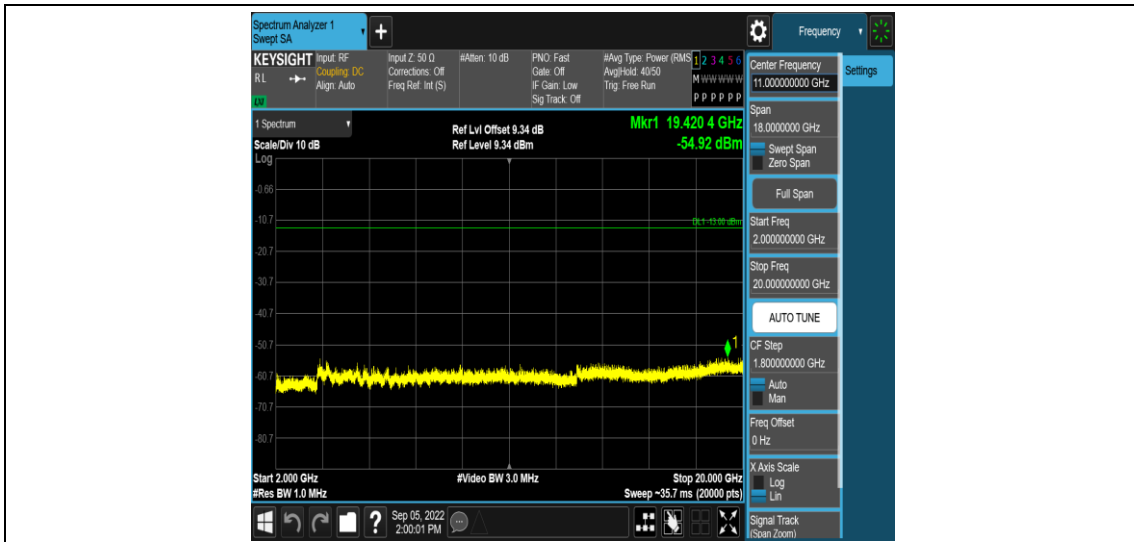 Spectrum Analyzer 1
Swept SA
+
Frequency
KEYSIGHT
RL
LXI
Input: RF
Coupling: DC
Align: Auto
Input Z: 50 Ω
Corrections: Off
Freq Ref: Int (S)
#Atten: 10 dB
PNO: Fast
Gate: Off
IF Gain: Low
Sig Track: Off
#Avg Type: Power (RMS
Avg|Hold: 40/50
Trig: Free Run
1 2 3 4 5 6
M W W W W W
P P P P P P
1 Spectrum
Scale/Div 10 dB
Log
Ref Lvl Offset 9.34 dB
Ref Level 9.34 dBm
Mkr1 19.420 4 GHz
-54.92 dBm
-0.66
-10.7
DL1 -13.00 dBm
-20.7
-30.7
-40.7
-50.7
1
-60.7
-70.7
-80.7
Start 2.000 GHz
#Res BW 1.0 MHz
#Video BW 3.0 MHz
Stop 20.000 GHz
Sweep ~35.7 ms (20000 pts)
Center Frequency
11.000000000 GHz
Settings
Span
18.0000000 GHz
Swept Span
Zero Span
Full Span
Start Freq
2.000000000 GHz
Stop Freq
20.000000000 GHz
AUTO TUNE
CF Step
1.800000000 GHz
Auto
Man
Freq Offset
0 Hz
X Axis Scale
Log
Lin
Signal Track
(Span Zoom)
?
Sep 05, 2022
2:00:01 PM